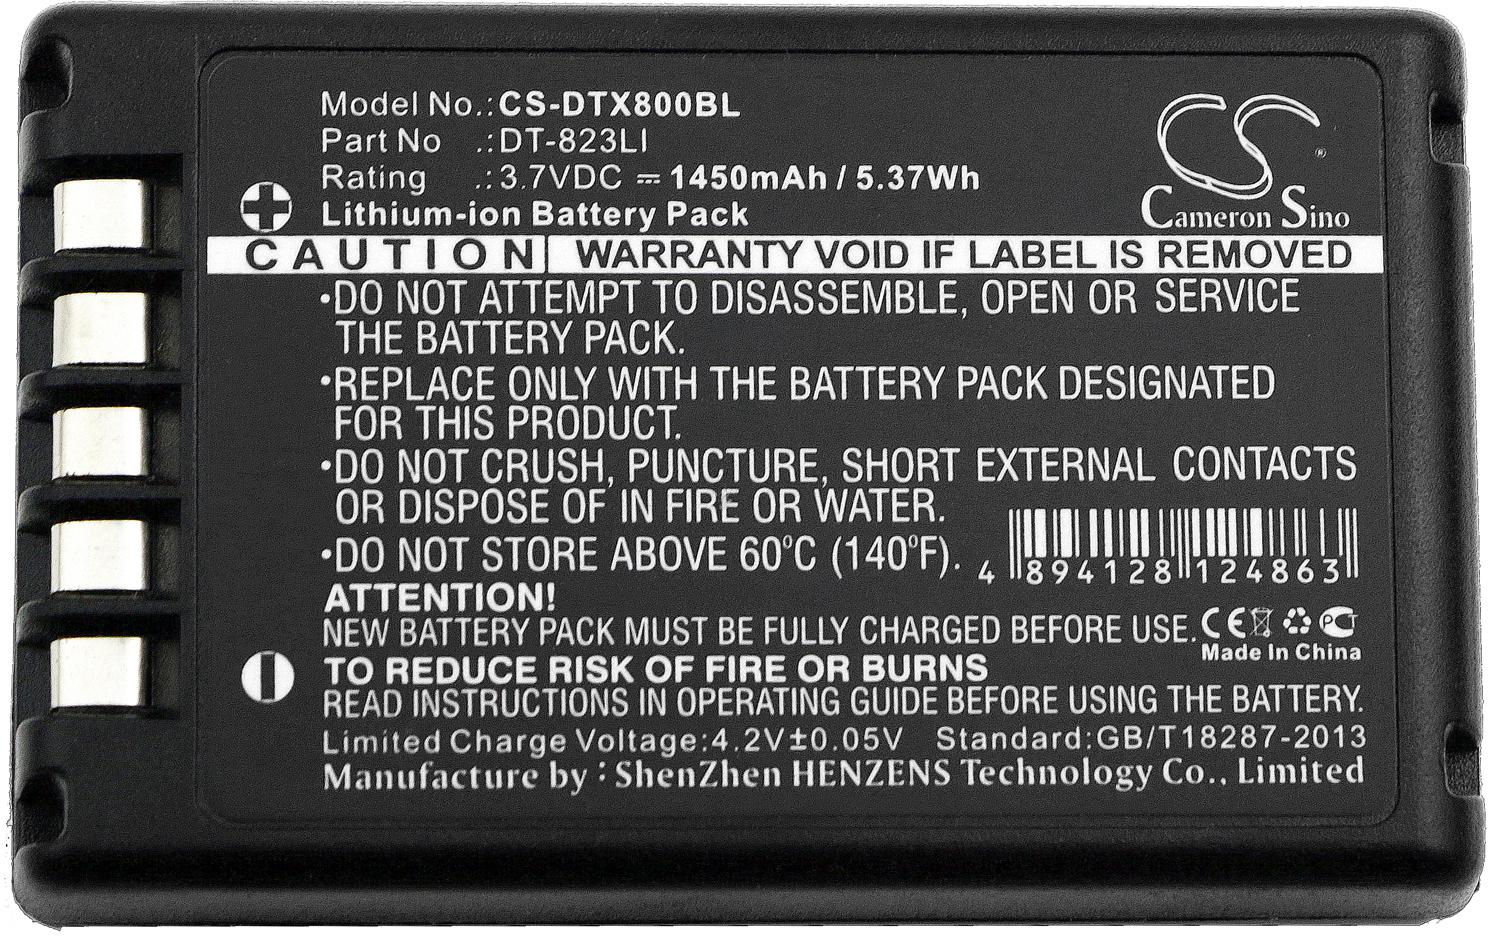 Model No.:CS-DTX800BL
Part No .:DT-823LI
Rating .:3.7VDC ⎓ 1450mAh / 5.37Wh
Lithium-ion Battery Pack
CS
Cameron Sino
CAUTION | WARRANTY VOID IF LABEL IS REMOVED
•DO NOT ATTEMPT TO DISASSEMBLE, OPEN OR SERVICE
THE BATTERY PACK.
•REPLACE ONLY WITH THE BATTERY PACK DESIGNATED
FOR THIS PRODUCT.
•DO NOT CRUSH, PUNCTURE, SHORT EXTERNAL CONTACTS
OR DISPOSE OF IN FIRE OR WATER.
•DO NOT STORE ABOVE 60°C (140°F).
4 894128 124863
ATTENTION!
NEW BATTERY PACK MUST BE FULLY CHARGED BEFORE USE.
CE PCT
Made In China
TO REDUCE RISK OF FIRE OR BURNS
READ INSTRUCTIONS IN OPERATING GUIDE BEFORE USING THE BATTERY.
Limited Charge Voltage:4.2V±0.05V Standard:GB/T18287-2013
Manufacture by : ShenZhen HENZENS Technology Co., Limited